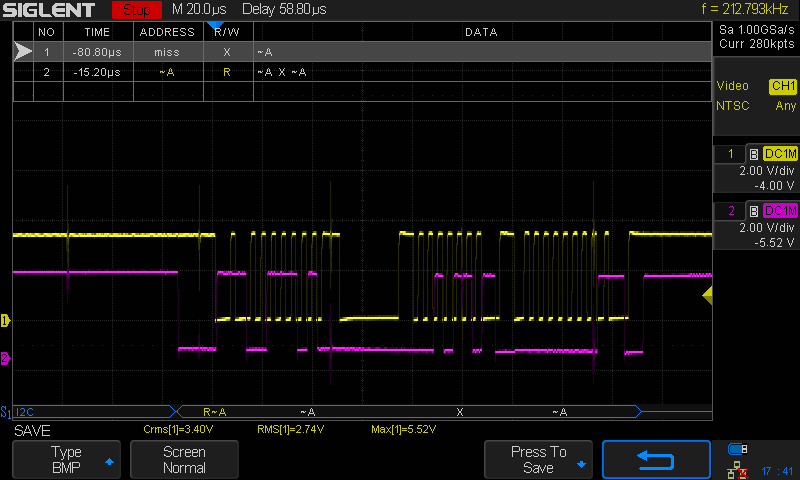 SIGLENT Stop M 20.0µs Delay 58.80µs f = 212.793kHz
Sa 1.00GSa/s
Curr 280kpts
NO TIME ADDRESS R/W DATA
1 -80.80µs miss X ~A
2 -15.20µs ~A R ~A X ~A
Video CH1
NTSC Any
1 B DC1M
2.00 V/div
-4.00 V
2 B DC1M
2.00 V/div
-5.52 V
1
2
S1 I2C R~A ~A X ~A
SAVE Crms[1]=3.40V RMS[1]=2.74V Max[1]=5.52V
Type
BMP
Screen
Normal
Press To
Save
17 : 41